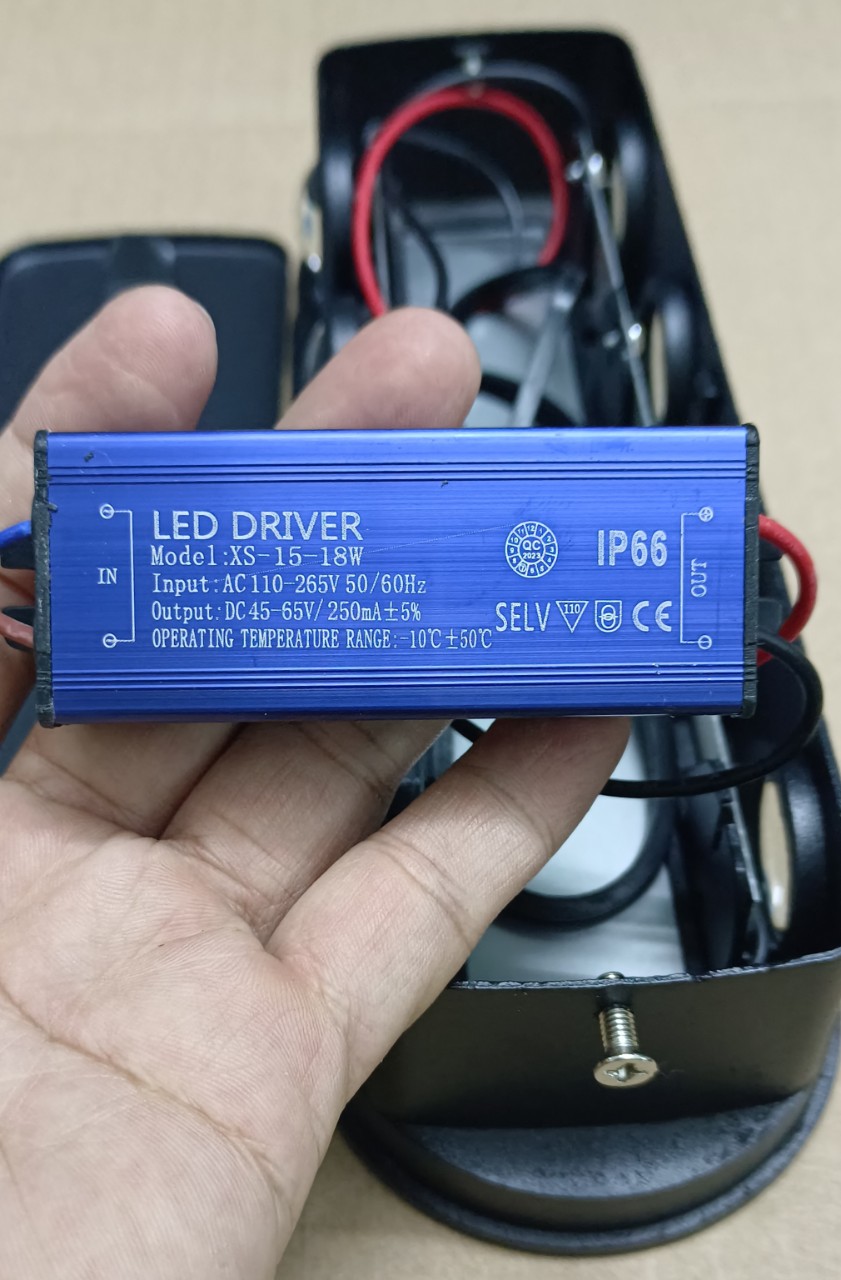 LED DRIVER
Model:XS-15-18W
Input:AC110-265V 50/60Hz
Output:DC45-65V/250mA±5%
OPERATING TEMPERATURE RANGE:-10℃±50℃
IN
QC
2023
IP66
SELV 110 CE
OUT